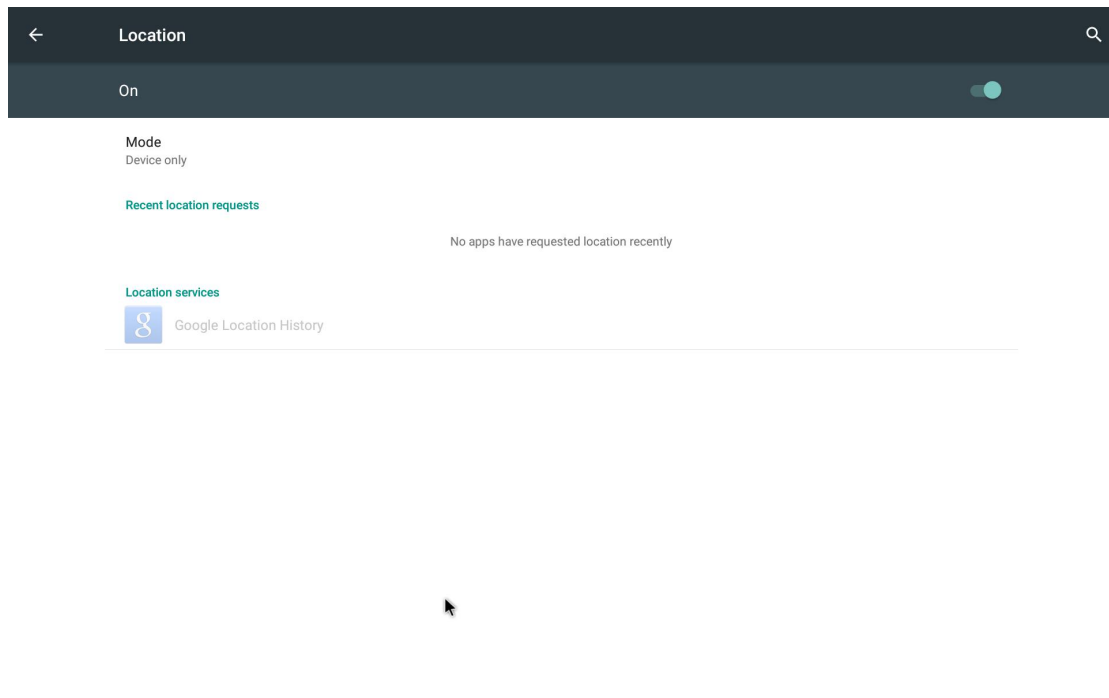 Location
On
Mode
Device only
Recent location requests
No apps have requested location recently
Location services
g
Google Location History